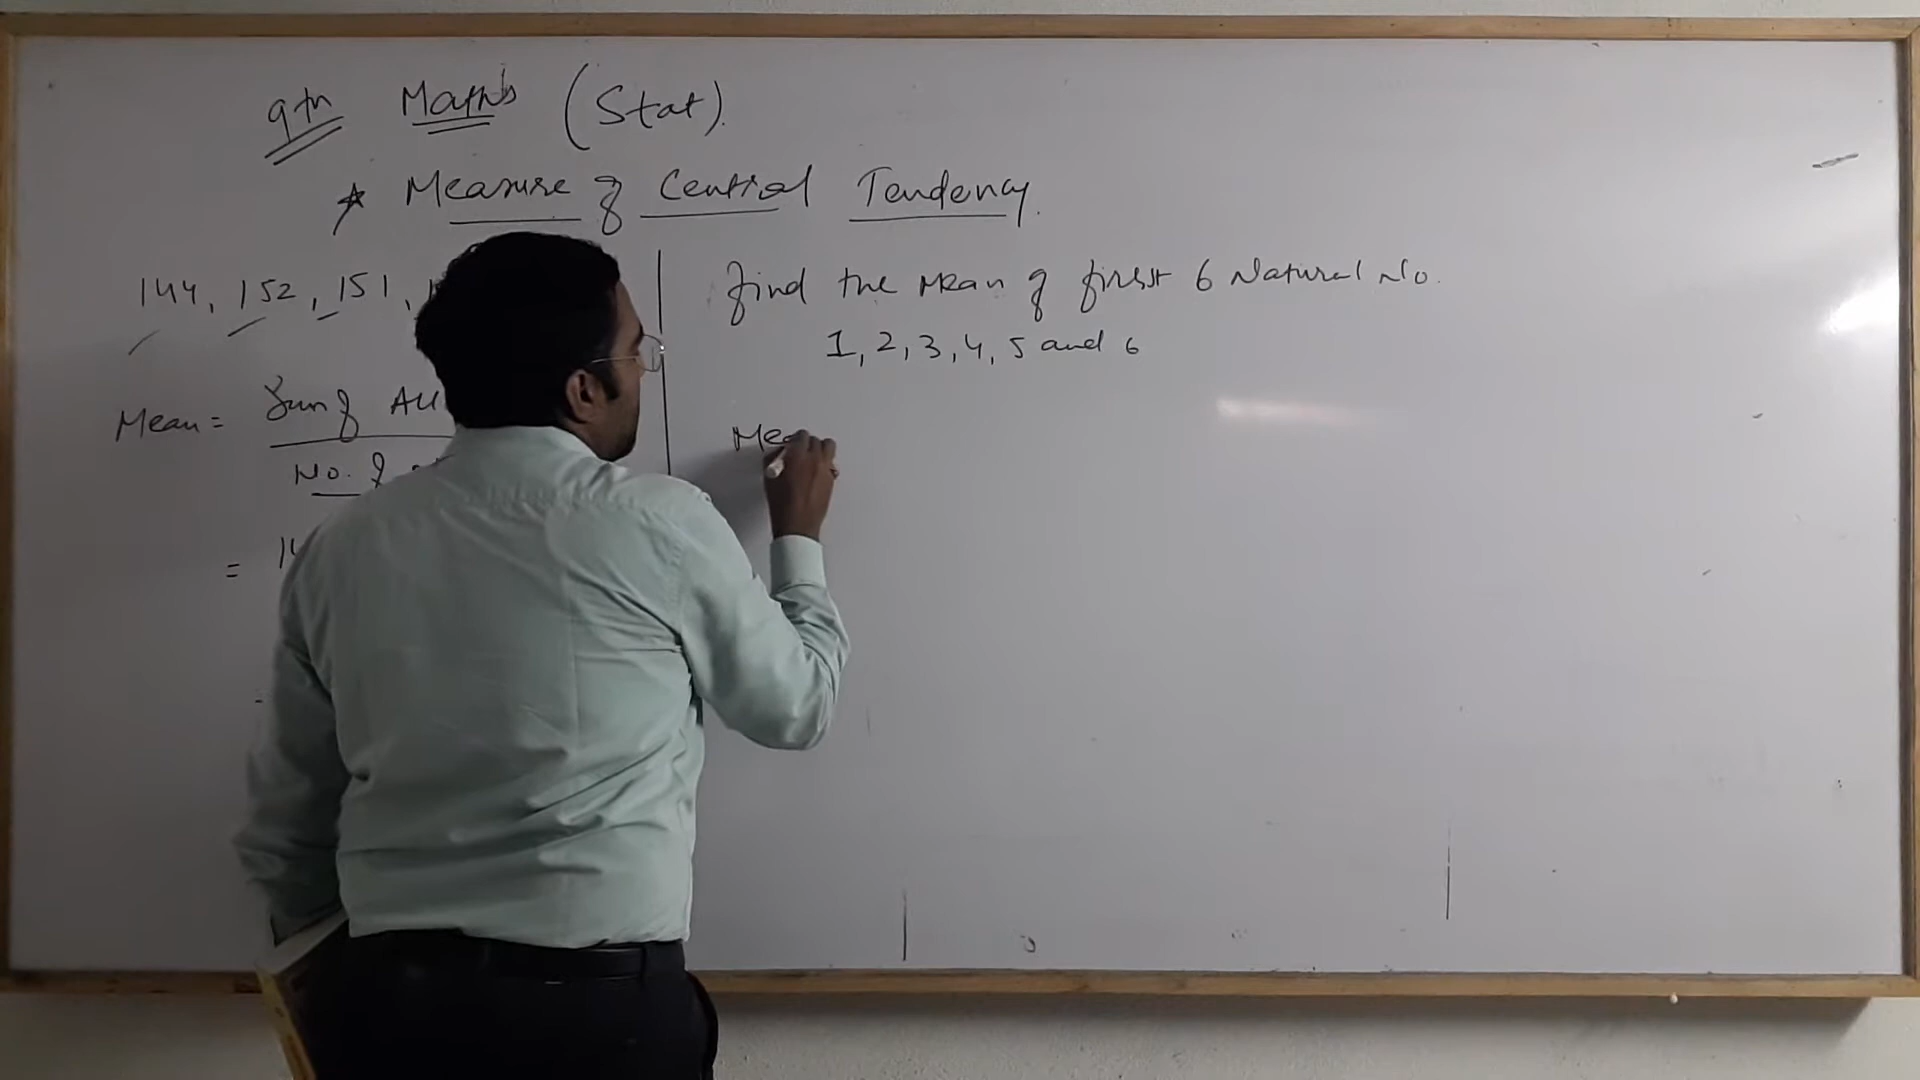 9th Maths (Stat).
* Measure of Central Tendency.
144, 152, 151,
Mean = Sum of All
No. of
=
find the Mean of first 6 Natural No.
1, 2, 3, 4, 5 and 6
Mea